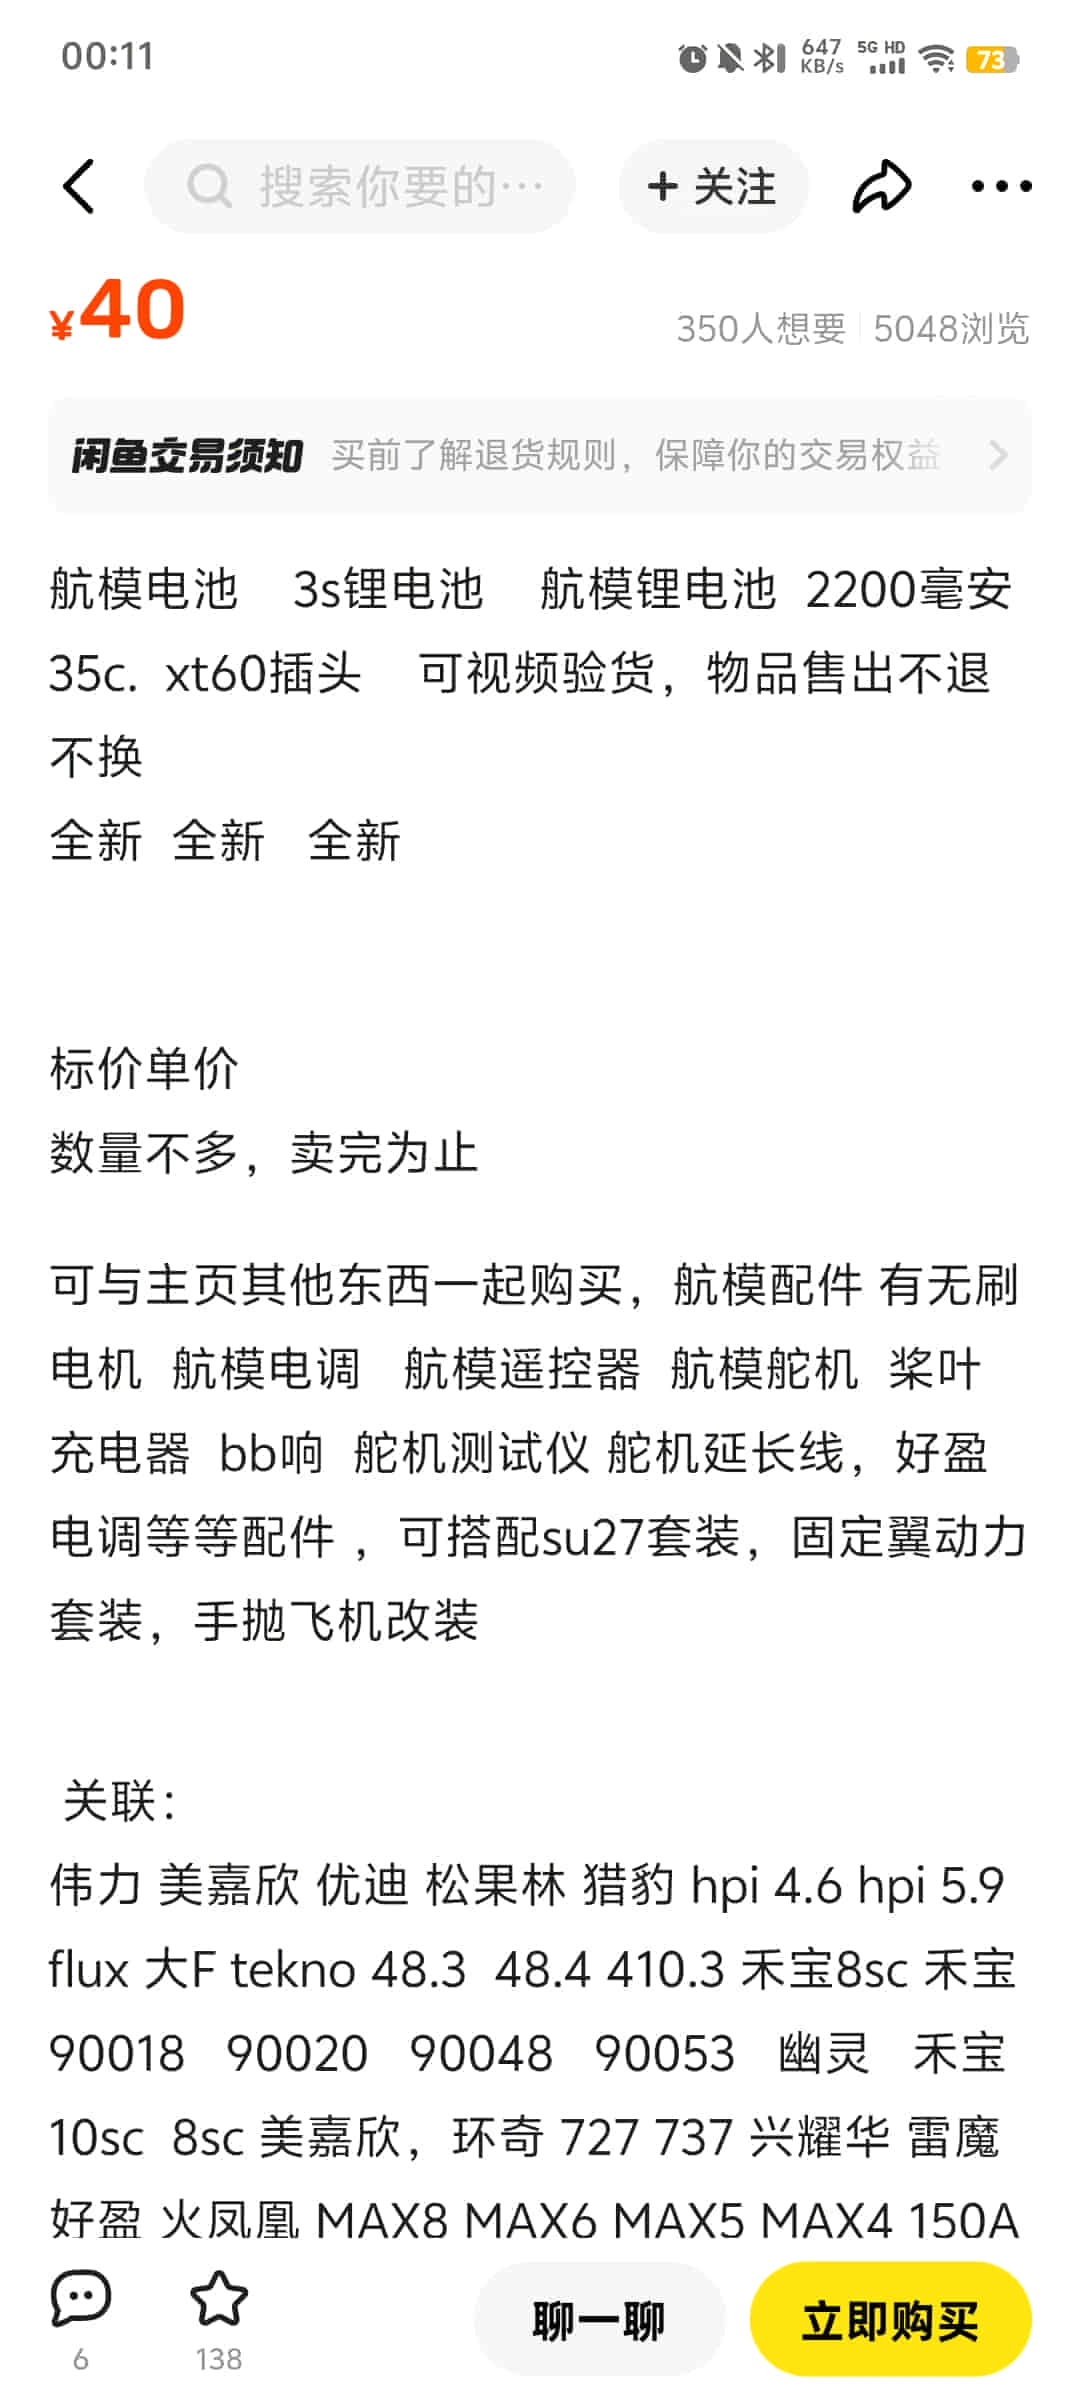 00:11
647
KB/s
5G HD
73
搜索你要的…
+ 关注
¥40
350人想要
5048浏览
闲鱼交易须知
买前了解退货规则，保障你的交易权益
航模电池 3s锂电池 航模锂电池 2200毫安
35c. xt60插头 可视频验货，物品售出不退
不换
全新 全新 全新
标价单价
数量不多，卖完为止
可与主页其他东西一起购买，航模配件 有无刷
电机 航模电调 航模遥控器 航模舵机 桨叶
充电器 bb响 舵机测试仪 舵机延长线，好盈
电调等等配件 ，可搭配su27套装，固定翼动力
套装，手抛飞机改装
关联：
伟力 美嘉欣 优迪 松果林 猎豹 hpi 4.6 hpi 5.9
flux 大F tekno 48.3 48.4 410.3 禾宝8sc 禾宝
90018 90020 90048 90053 幽灵 禾宝
10sc 8sc 美嘉欣，环奇 727 737 兴耀华 雷魔
好盈 火凤凰 MAX8 MAX6 MAX5 MAX4 150A
6
138
聊一聊
立即购买